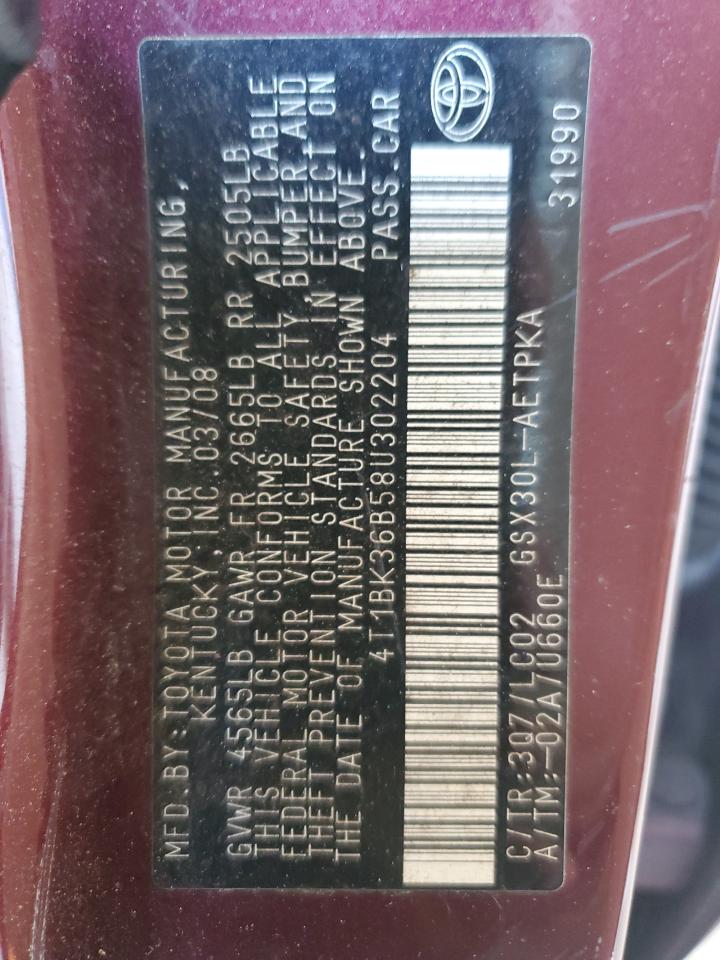 MFD.BY:TOYOTA MOTOR MANUFACTURING,
KENTUCKY,INC.03/08
GVWR 4565LB GAWR FR 2665LB RR 2505LB
THIS VEHICLE CONFORMS TO ALL APPLICABLE
FEDERAL MOTOR VEHICLE SAFETY,BUMPER,AND
THEFT PREVENTION STANDARDS IN EFFECT ON
THE DATE OF MANUFACTURE SHOWN ABOVE.
4T1BK36B58U302204 PASS.CAR
C/TR:3Q7/LC02 GSX30L-AETPKA
A/TM:-02A/U660E 31990